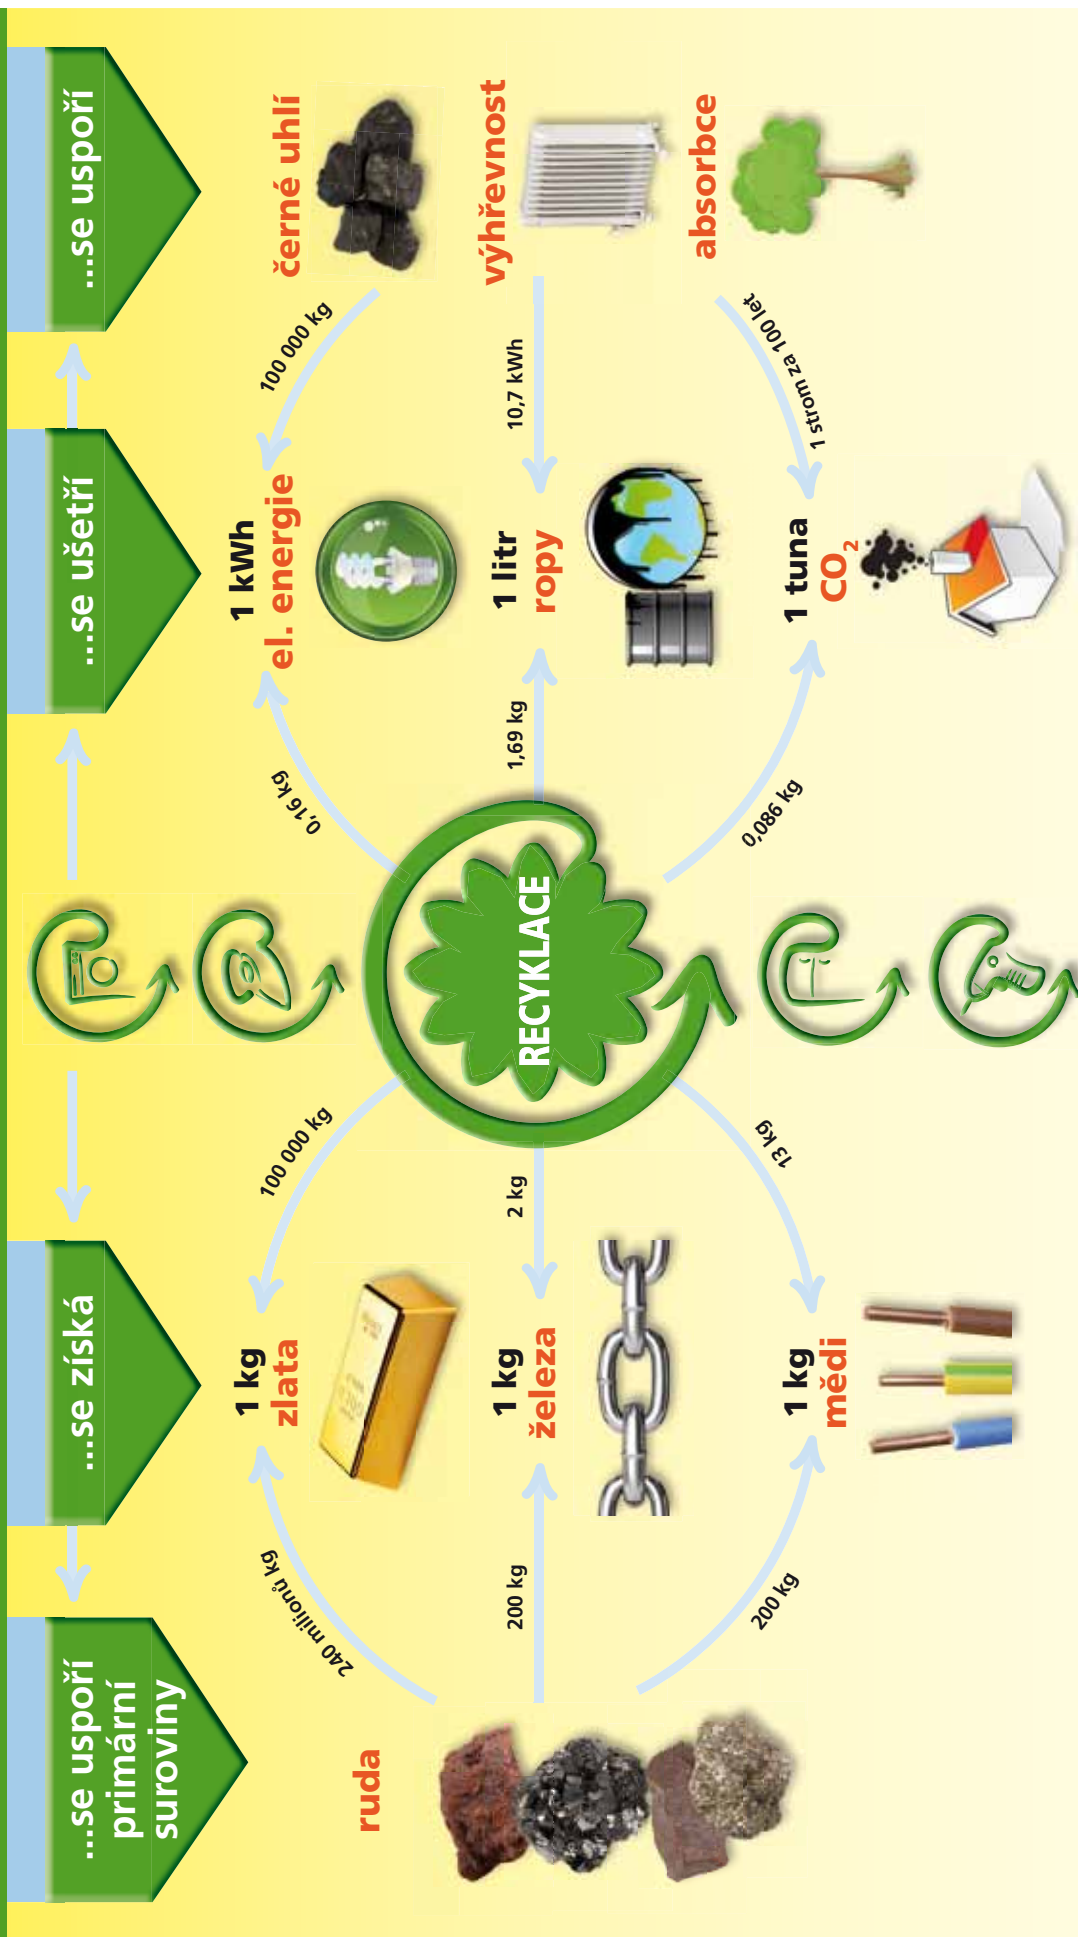 ...se uspoří
primární
suroviny
...se získá
...se ušetří
...se uspoří
ruda
240 milionů kg
200 kg
200 kg
1 kg
zlata
1 kg
železa
1 kg
mědi
100 000 kg
2 kg
13 kg
RECYKLACE
0,16 kg
1,69 kg
0,086 kg
1 kWh
el. energie
1 litr
ropy
1 tuna
CO₂
100 000 kg
10,7 kWh
1 strom za 100 let
černé uhlí
výhřevnost
absorbce